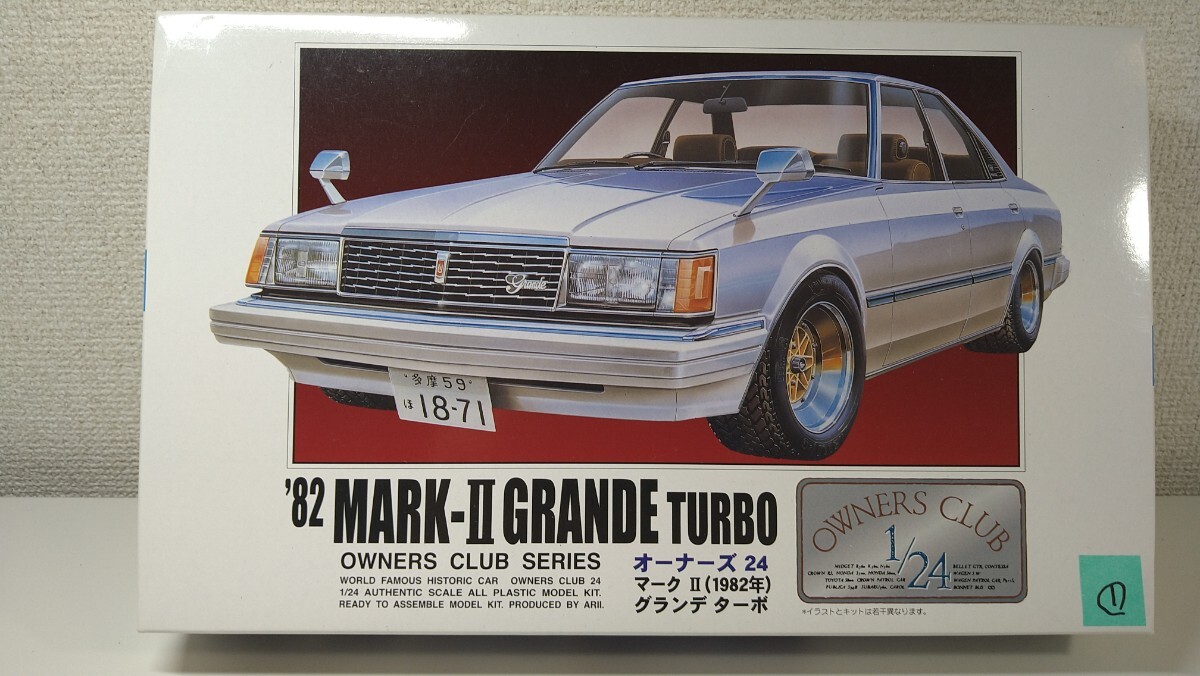 Grande
多摩 59
ほ 18-71
'82 MARK-II GRANDE TURBO
OWNERS CLUB SERIES
WORLD FAMOUS HISTORIC CAR OWNERS CLUB 24
1/24 AUTHENTIC SCALE ALL PLASTIC MODEL KIT.
READY TO ASSEMBLE MODEL KIT. PRODUCED BY ARII.
オーナーズ 24
マーク II(1982年)
グランデ ターボ
OWNERS CLUB
1/24
*イラストとキットは若干異なります。
①